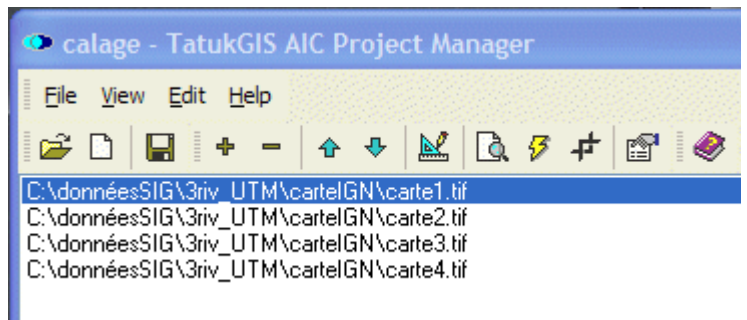 calage - TatukGIS AIC Project Manager
File View Edit Help
C:\donnéesSIG\3riv_UTM\carteIGN\carte1.tif
C:\donnéesSIG\3riv_UTM\carteIGN\carte2.tif
C:\donnéesSIG\3riv_UTM\carteIGN\carte3.tif
C:\donnéesSIG\3riv_UTM\carteIGN\carte4.tif